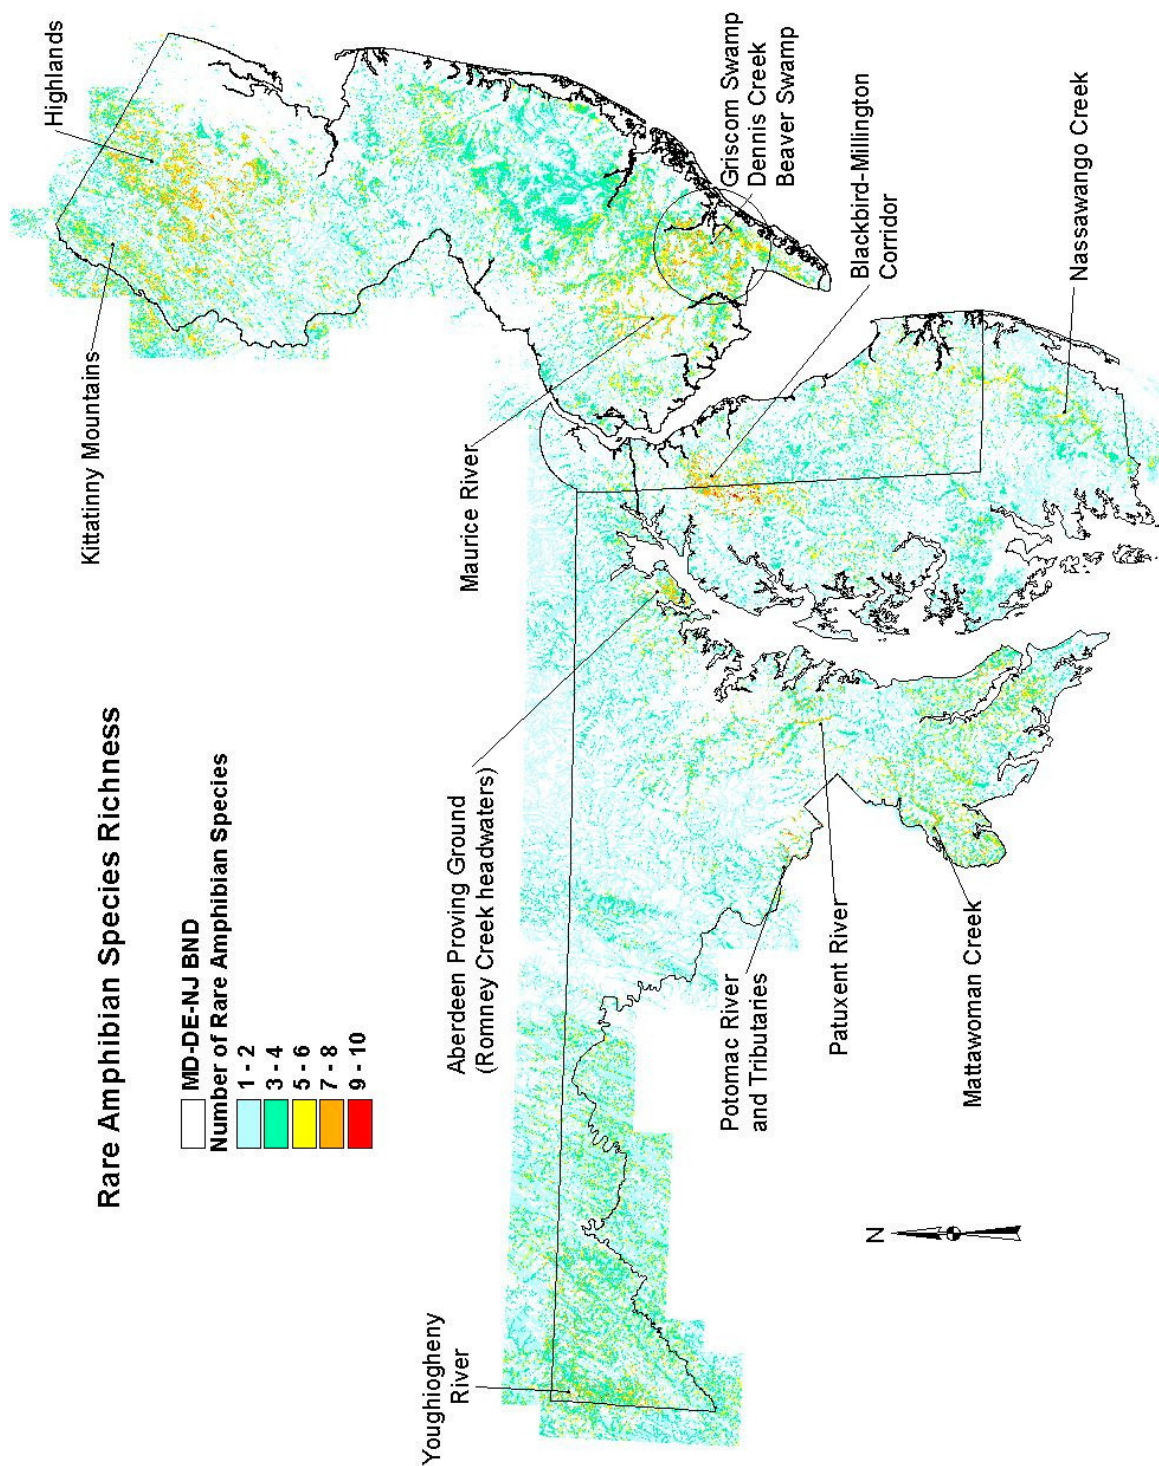 Rare Amphibian Species Richness
MD-DE-NJ BND
Number of Rare Amphibian Species
1 - 2
3 - 4
5 - 6
7 - 8
9 - 10
Highlands
Kittatinny Mountains
Griscom Swamp
Dennis Creek
Beaver Swamp
Maurice River
Blackbird-Millington
Corridor
Nassawango Creek
Aberdeen Proving Ground
(Romney Creek headwaters)
Potomac River
and Tributaries
Patuxent River
Mattawoman Creek
Youghiogheny
River
N